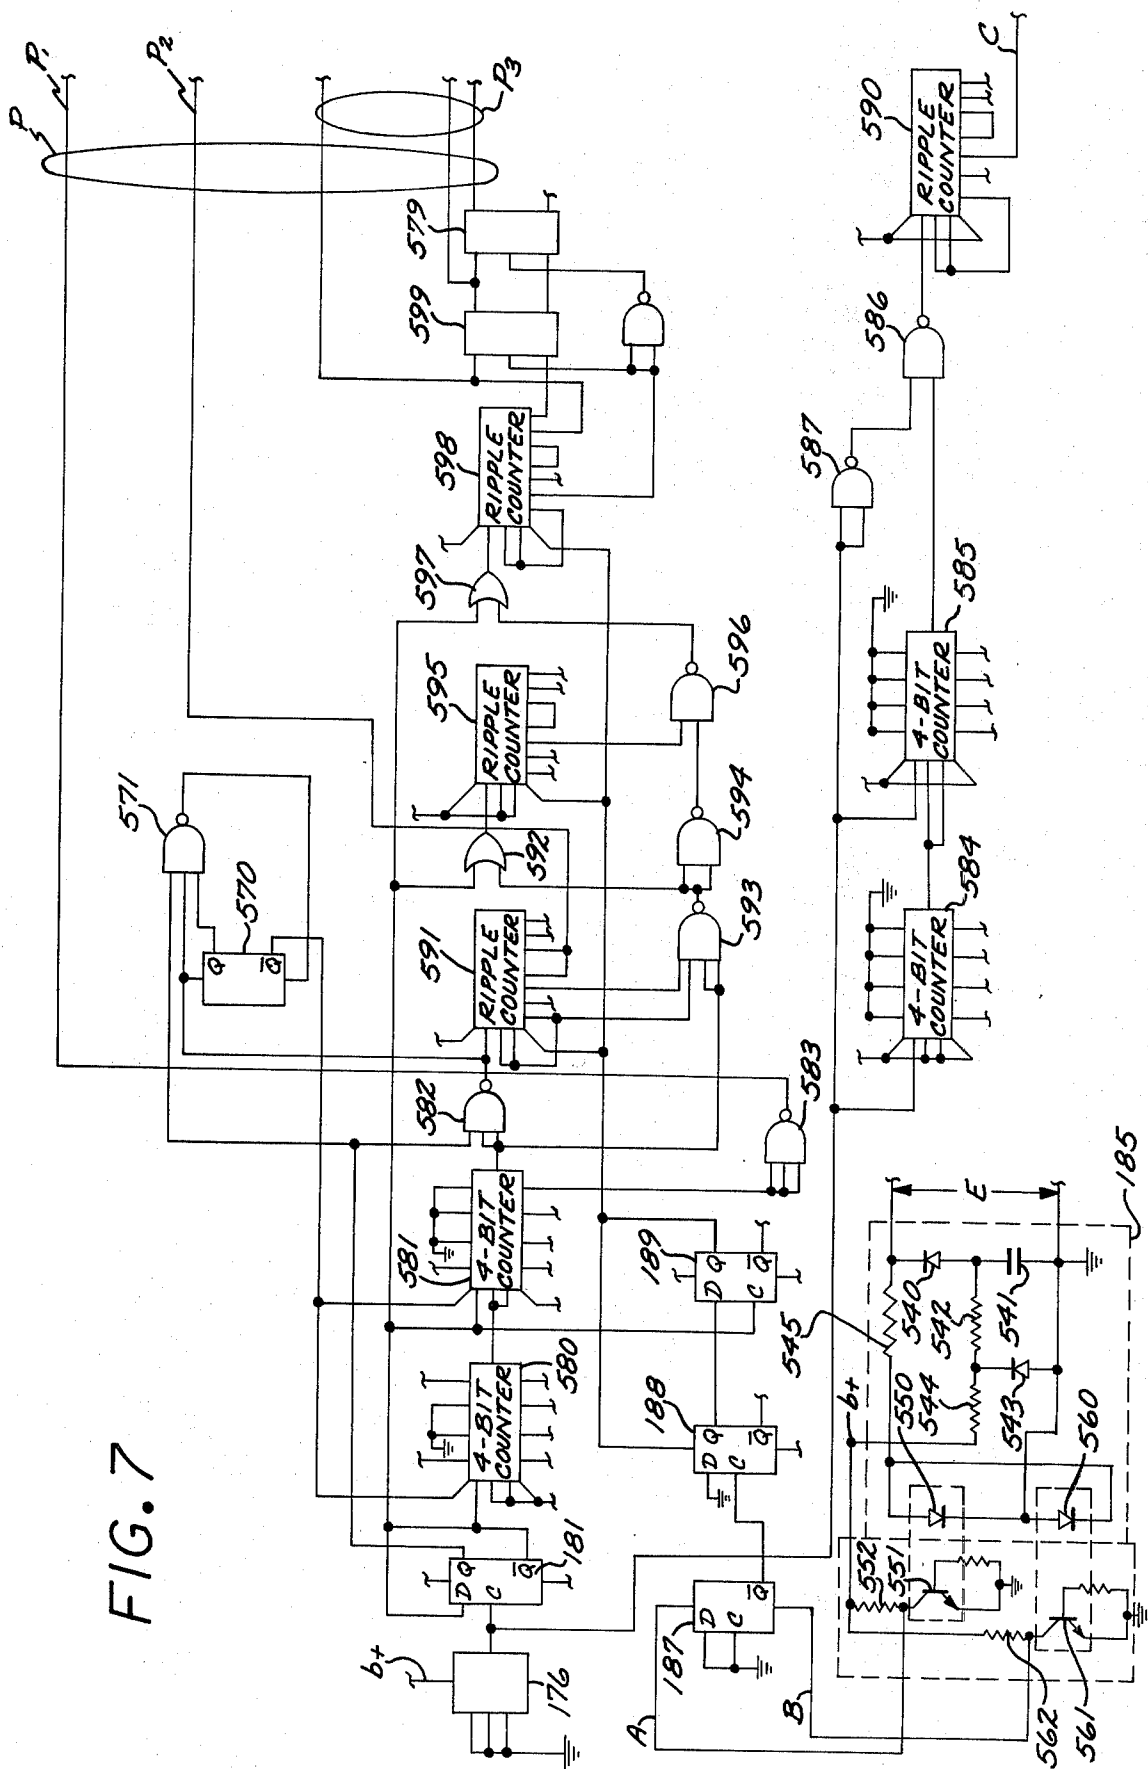 FIG. 7
P
P1
P2
P3
571
570
Q
Q̅
579
599
598
RIPPLE
COUNTER
597
595
RIPPLE
COUNTER
596
592
594
591
RIPPLE
COUNTER
593
582
583
581
4-BIT
COUNTER
580
4-BIT
COUNTER
D Q
C
Q̅
181
b+
176
189
D Q
C Q̅
188
D Q
C
Q̅
187
D
C
Q̅
A
B
590
RIPPLE
COUNTER
C
586
587
585
4-BIT
COUNTER
584
4-BIT
COUNTER
185
E
545
540
542
541
b+
550
544
543
560
552
551
562
561